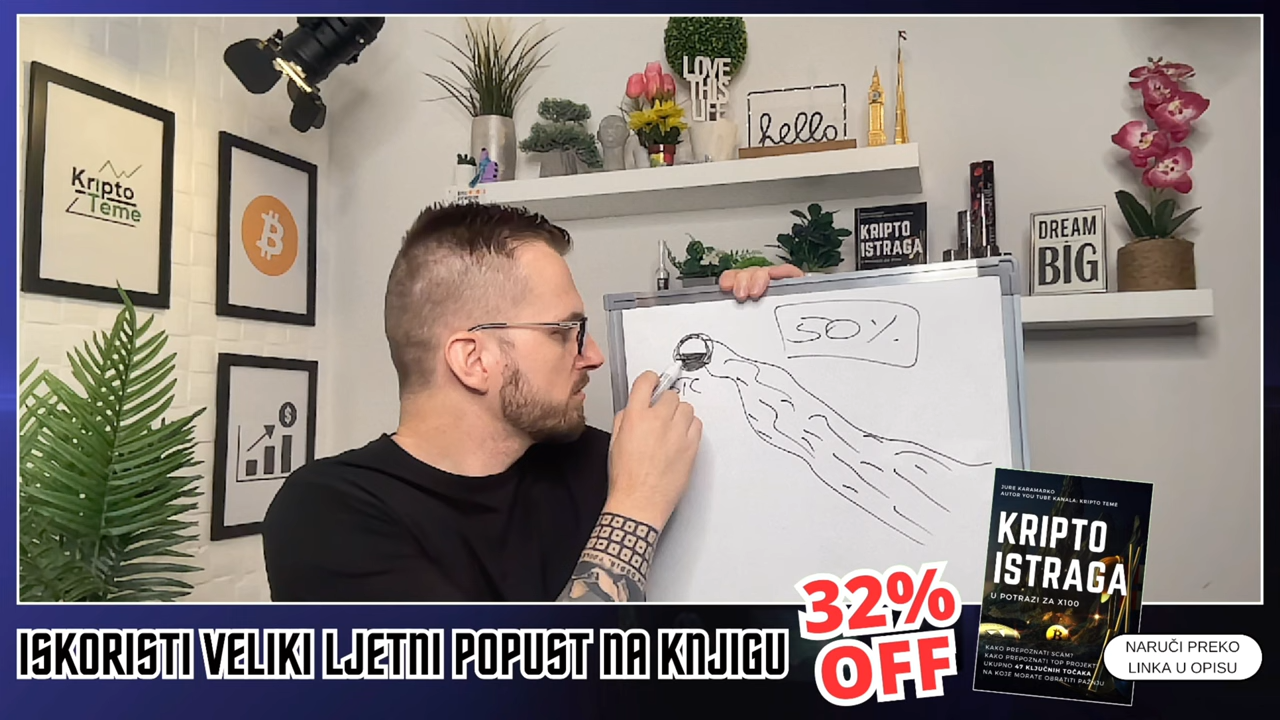 Kripto
Teme
LOVE
THIS
LIFE
hello
KRIPTO
ISTRAGA
DREAM
BIG
50%
JURE KARAMARKO
AUTOR YOU TUBE KANALA: KRIPTO TEME
KRIPTO
ISTRAGA
U POTRAZI ZA X100
KAKO PREPOZNATI SCAM?
KAKO PREPOZNATI TOP PROJEKT
UKUPNO 47 KLJUČNIH TOČAKA
NA KOJE MORATE OBRATITI PAŽNJU
ISKORISTI VELIKI LJETNI POPUST NA KNJIGU
32%
OFF
NARUČI PREKO
LINKA U OPISU